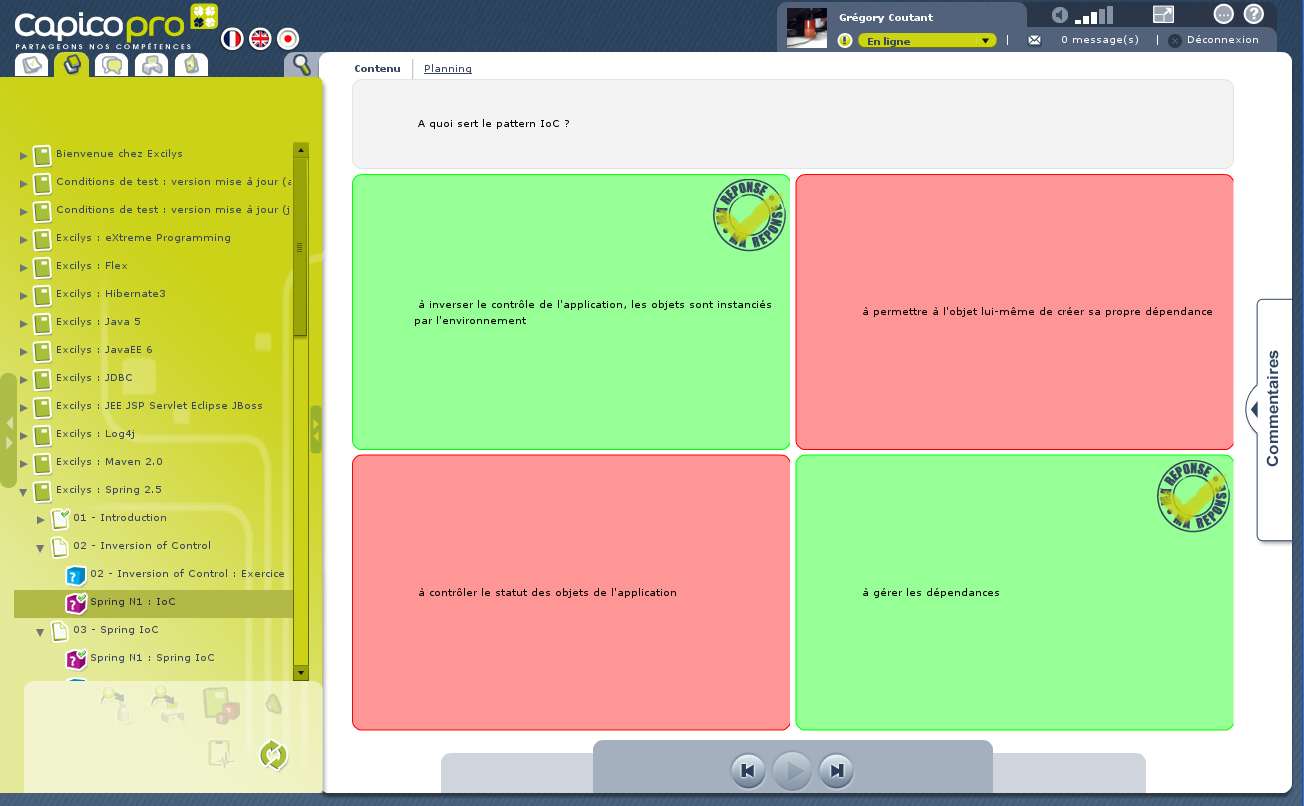 Capicopro
PARTAGEONS NOS COMPÉTENCES
Grégory Coutant
En ligne
0 message(s)
Déconnexion
Contenu
Planning
Bienvenue chez Excilys
Conditions de test : version mise à jour (a
Conditions de test : version mise à jour (j
Excilys : eXtreme Programming
Excilys : Flex
Excilys : Hibernate3
Excilys : Java 5
Excilys : JavaEE 6
Excilys : JDBC
Excilys : JEE JSP Servlet Eclipse JBoss
Excilys : Log4j
Excilys : Maven 2.0
Excilys : Spring 2.5
01 - Introduction
02 - Inversion of Control
02 - Inversion of Control : Exercice
Spring N1 : IoC
03 - Spring IoC
Spring N1 : Spring IoC
A quoi sert le pattern IoC ?
MA REPONSE • MA REPONSE •
à inverser le contrôle de l'application, les objets sont instanciés
par l'environnement
à permettre à l'objet lui-même de créer sa propre dépendance
à contrôler le statut des objets de l'application
MA REPONSE • MA REPONSE •
à gérer les dépendances
Commentaires